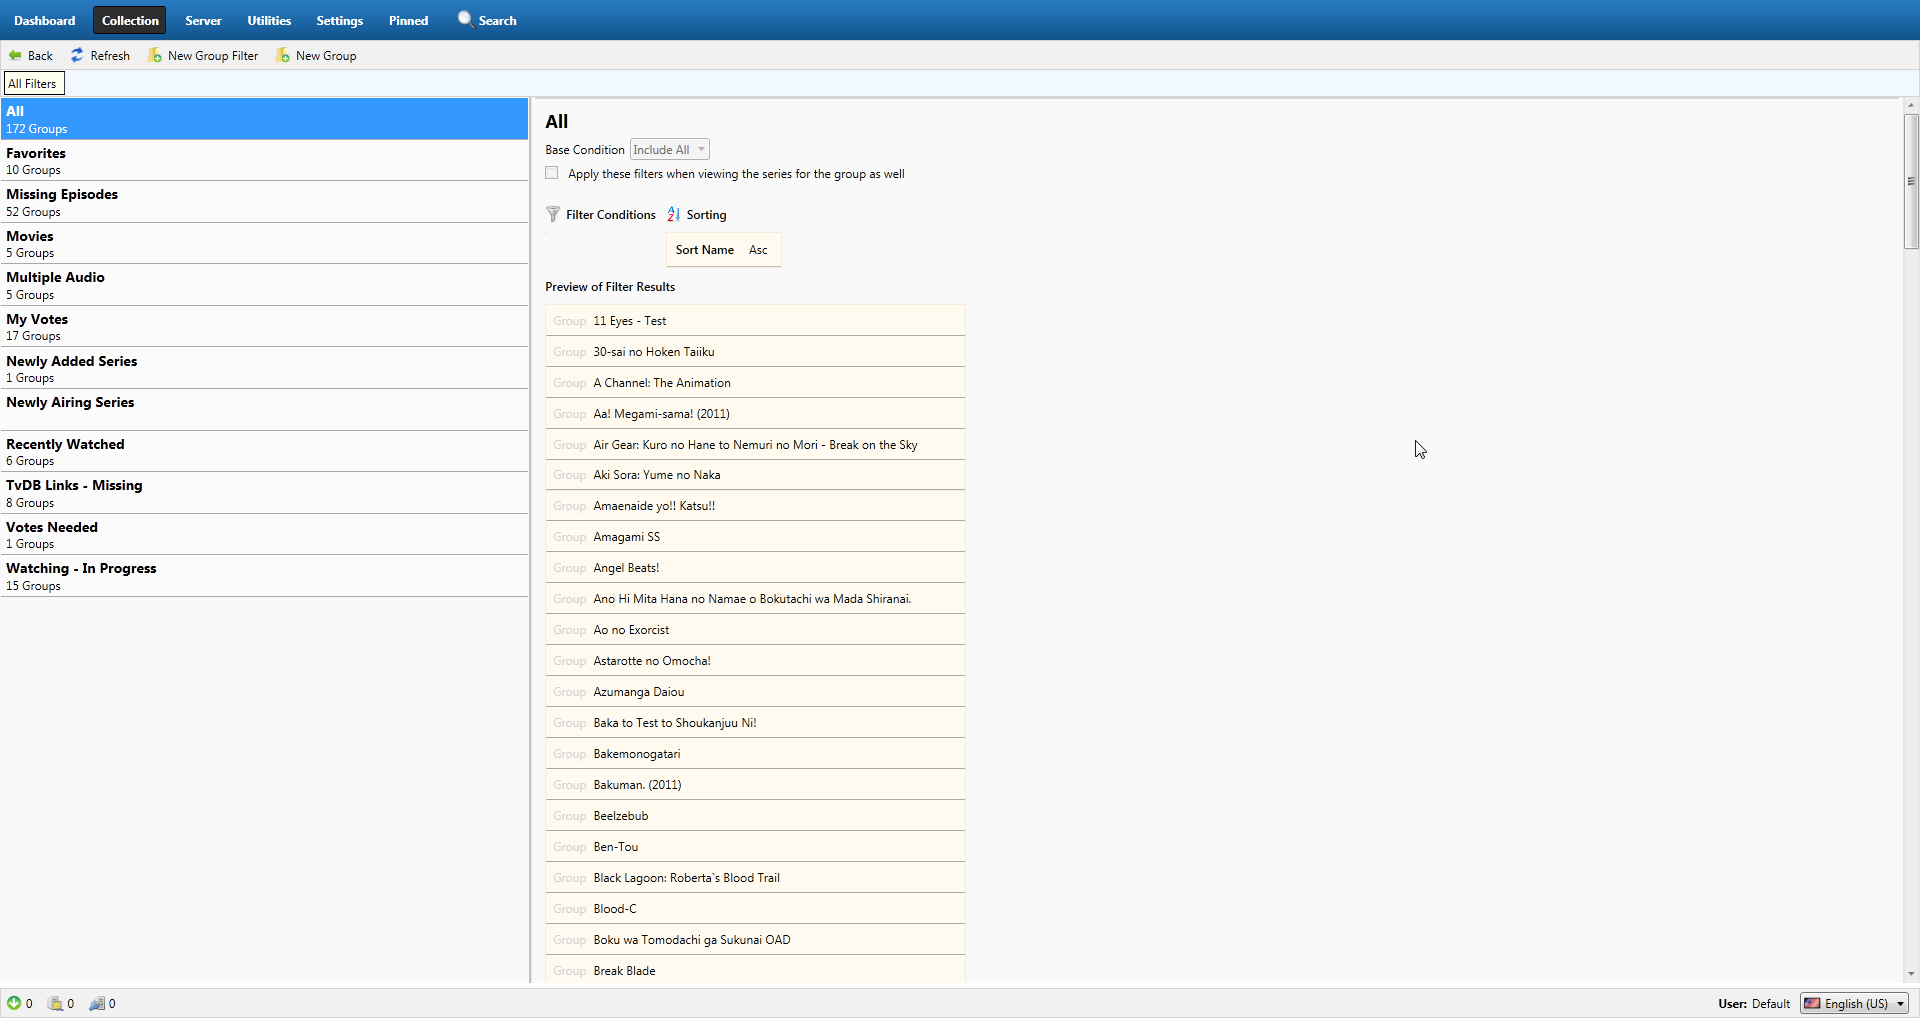 Dashboard Collection Server Utilities Settings Pinned Search
Back Refresh New Group Filter New Group
All Filters
All
172 Groups
Favorites
10 Groups
Missing Episodes
52 Groups
Movies
5 Groups
Multiple Audio
5 Groups
My Votes
17 Groups
Newly Added Series
1 Groups
Newly Airing Series
Recently Watched
6 Groups
TvDB Links - Missing
8 Groups
Votes Needed
1 Groups
Watching - In Progress
15 Groups
All
Base Condition Include All
Apply these filters when viewing the series for the group as well
Filter Conditions AZ Sorting
Sort Name Asc
Preview of Filter Results
Group 11 Eyes - Test
Group 30-sai no Hoken Taiiku
Group A Channel: The Animation
Group Aa! Megami-sama! (2011)
Group Air Gear: Kuro no Hane to Nemuri no Mori - Break on the Sky
Group Aki Sora: Yume no Naka
Group Amaenaide yo!! Katsu!!
Group Amagami SS
Group Angel Beats!
Group Ano Hi Mita Hana no Namae o Bokutachi wa Mada Shiranai.
Group Ao no Exorcist
Group Astarotte no Omocha!
Group Azumanga Daiou
Group Baka to Test to Shoukanjuu Ni!
Group Bakemonogatari
Group Bakuman. (2011)
Group Beelzebub
Group Ben-Tou
Group Black Lagoon: Roberta`s Blood Trail
Group Blood-C
Group Boku wa Tomodachi ga Sukunai OAD
Group Break Blade
0 0 0 User: Default English (US)